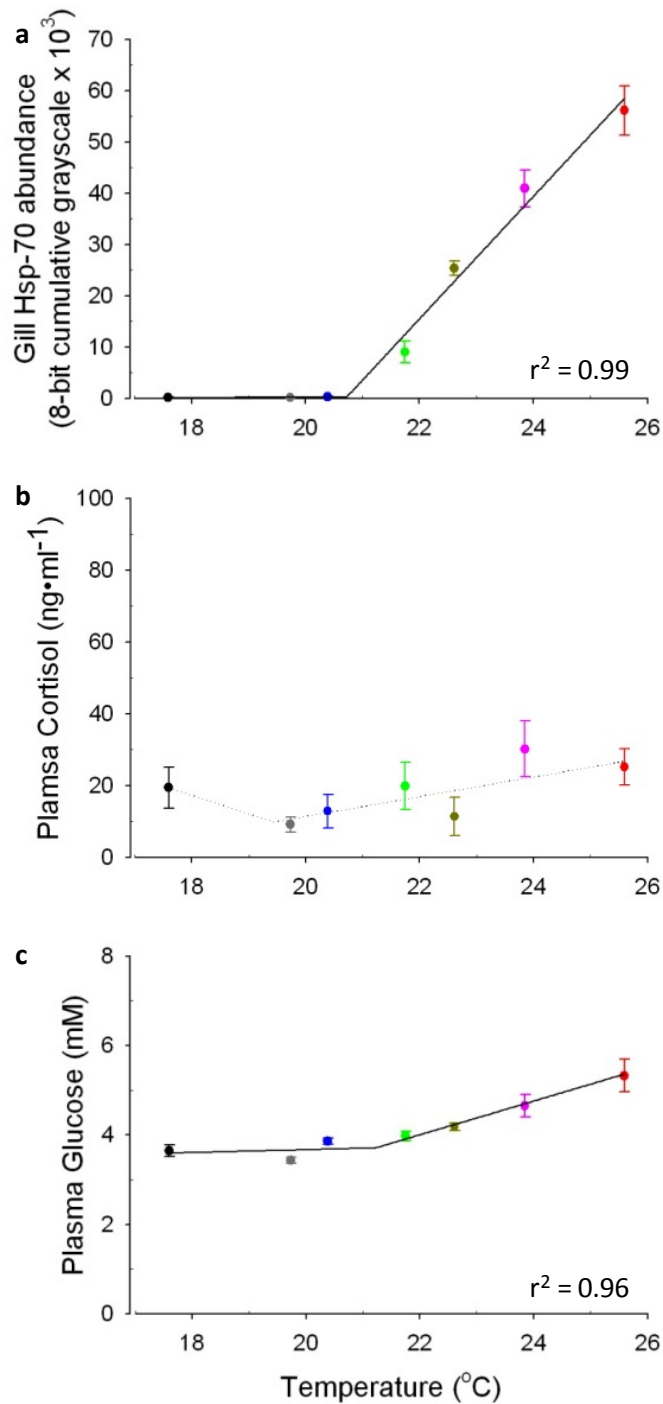 a
Gill Hsp-70 abundance
(8-bit cumulative grayscale x 10³)
70
60
50
40
30
20
10
0
r² = 0.99
18 20 22 24 26
b
Plamsa Cortisol (ng•ml⁻¹)
100
80
60
40
20
0
18 20 22 24 26
c
Plasma Glucose (mM)
8
6
4
2
0
r² = 0.96
18 20 22 24 26
Temperature (°C)